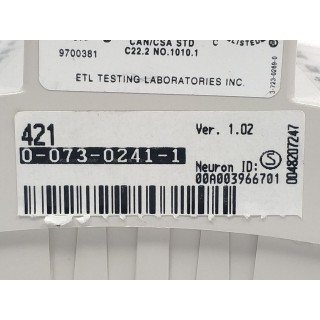 CAN/CSA STD
C22.2 NO.1010.1
9700381
C
ETL TESTING LABORATORIES INC.
421
0-073-0241-1
Ver. 1.02
Neuron ID:
S
00A003966701
0048207247